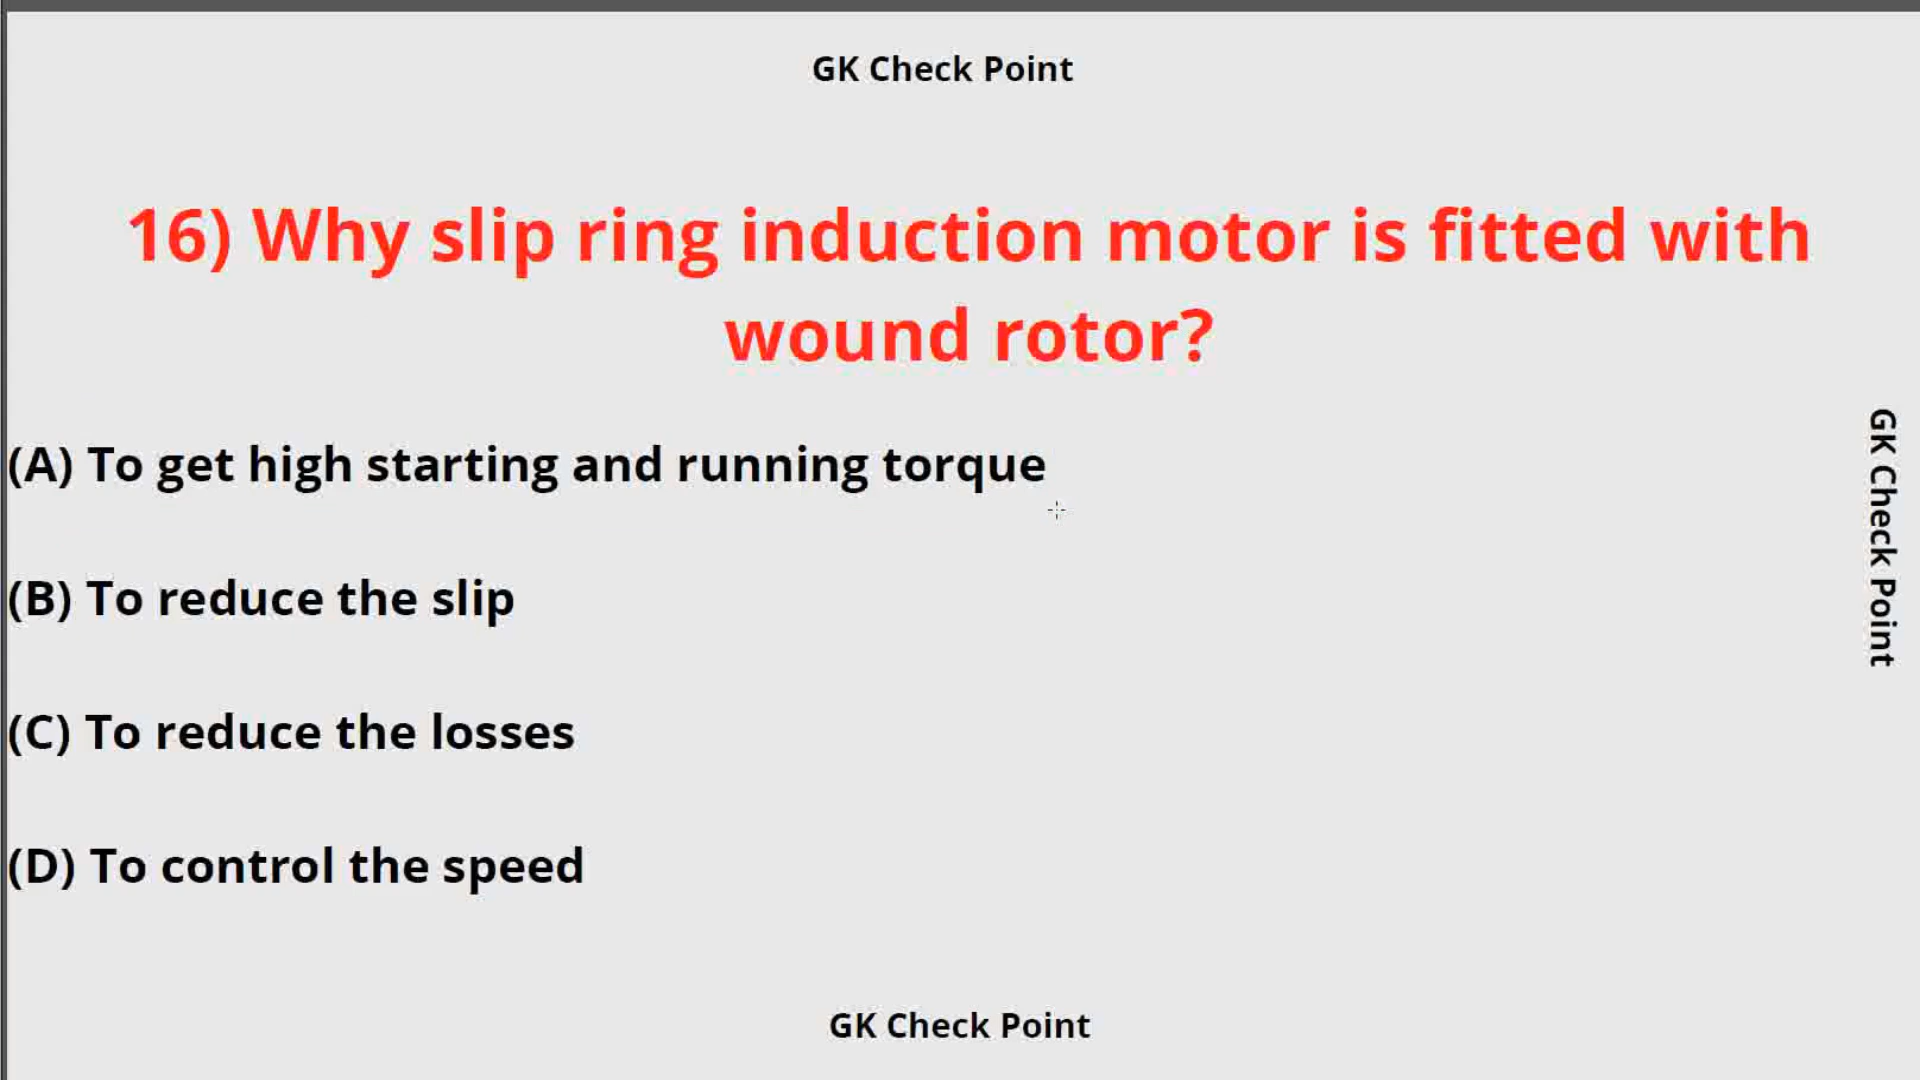 GK Check Point
16) Why slip ring induction motor is fitted with
wound rotor?
(A) To get high starting and running torque
(B) To reduce the slip
(C) To reduce the losses
(D) To control the speed
GK Check Point
GK Check Point